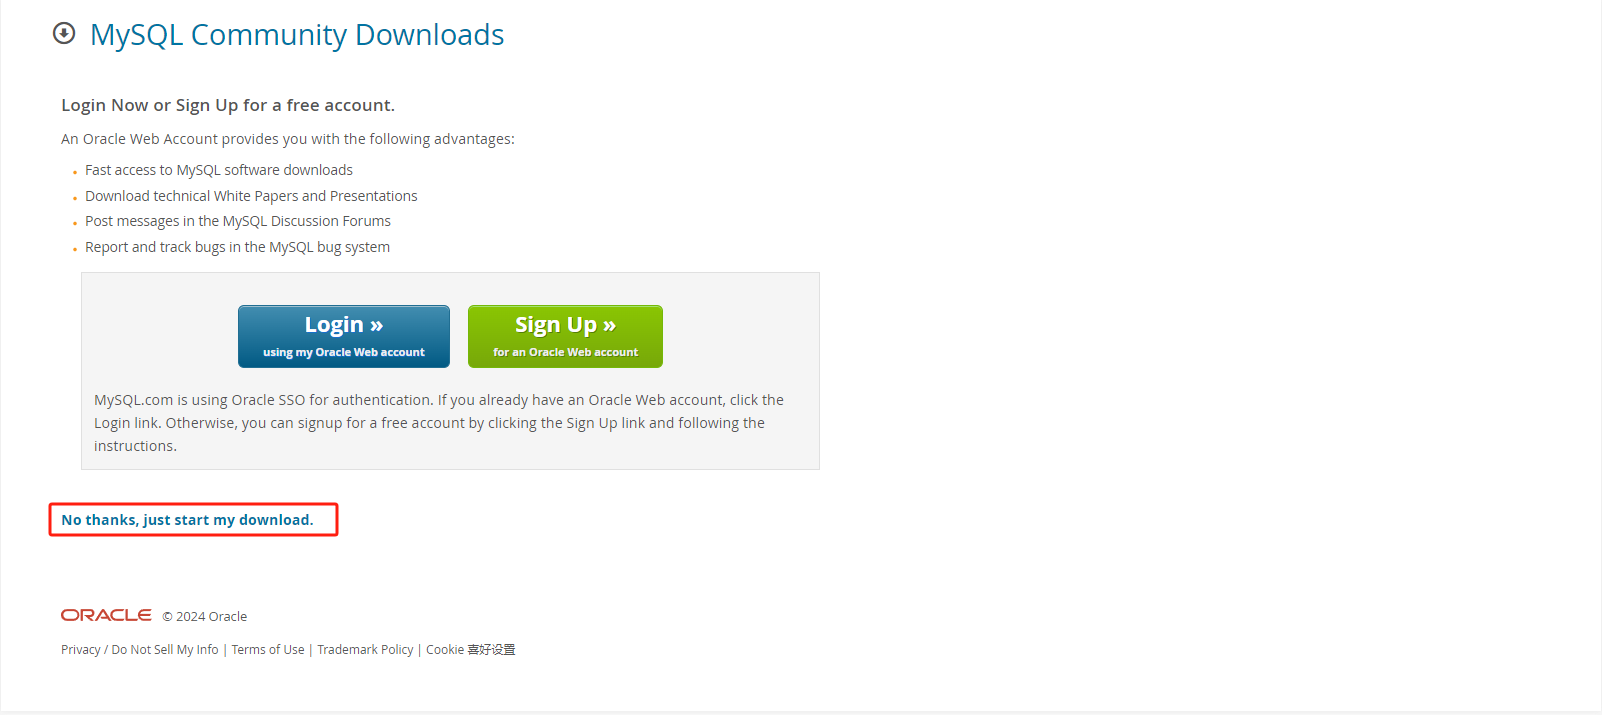 MySQL Community Downloads
Login Now or Sign Up for a free account.
An Oracle Web Account provides you with the following advantages:
Fast access to MySQL software downloads
Download technical White Papers and Presentations
Post messages in the MySQL Discussion Forums
Report and track bugs in the MySQL bug system
Login »
using my Oracle Web account
Sign Up »
for an Oracle Web account
MySQL.com is using Oracle SSO for authentication. If you already have an Oracle Web account, click the
Login link. Otherwise, you can signup for a free account by clicking the Sign Up link and following the
instructions.
No thanks, just start my download.
ORACLE © 2024 Oracle
Privacy / Do Not Sell My Info | Terms of Use | Trademark Policy | Cookie 喜好设置